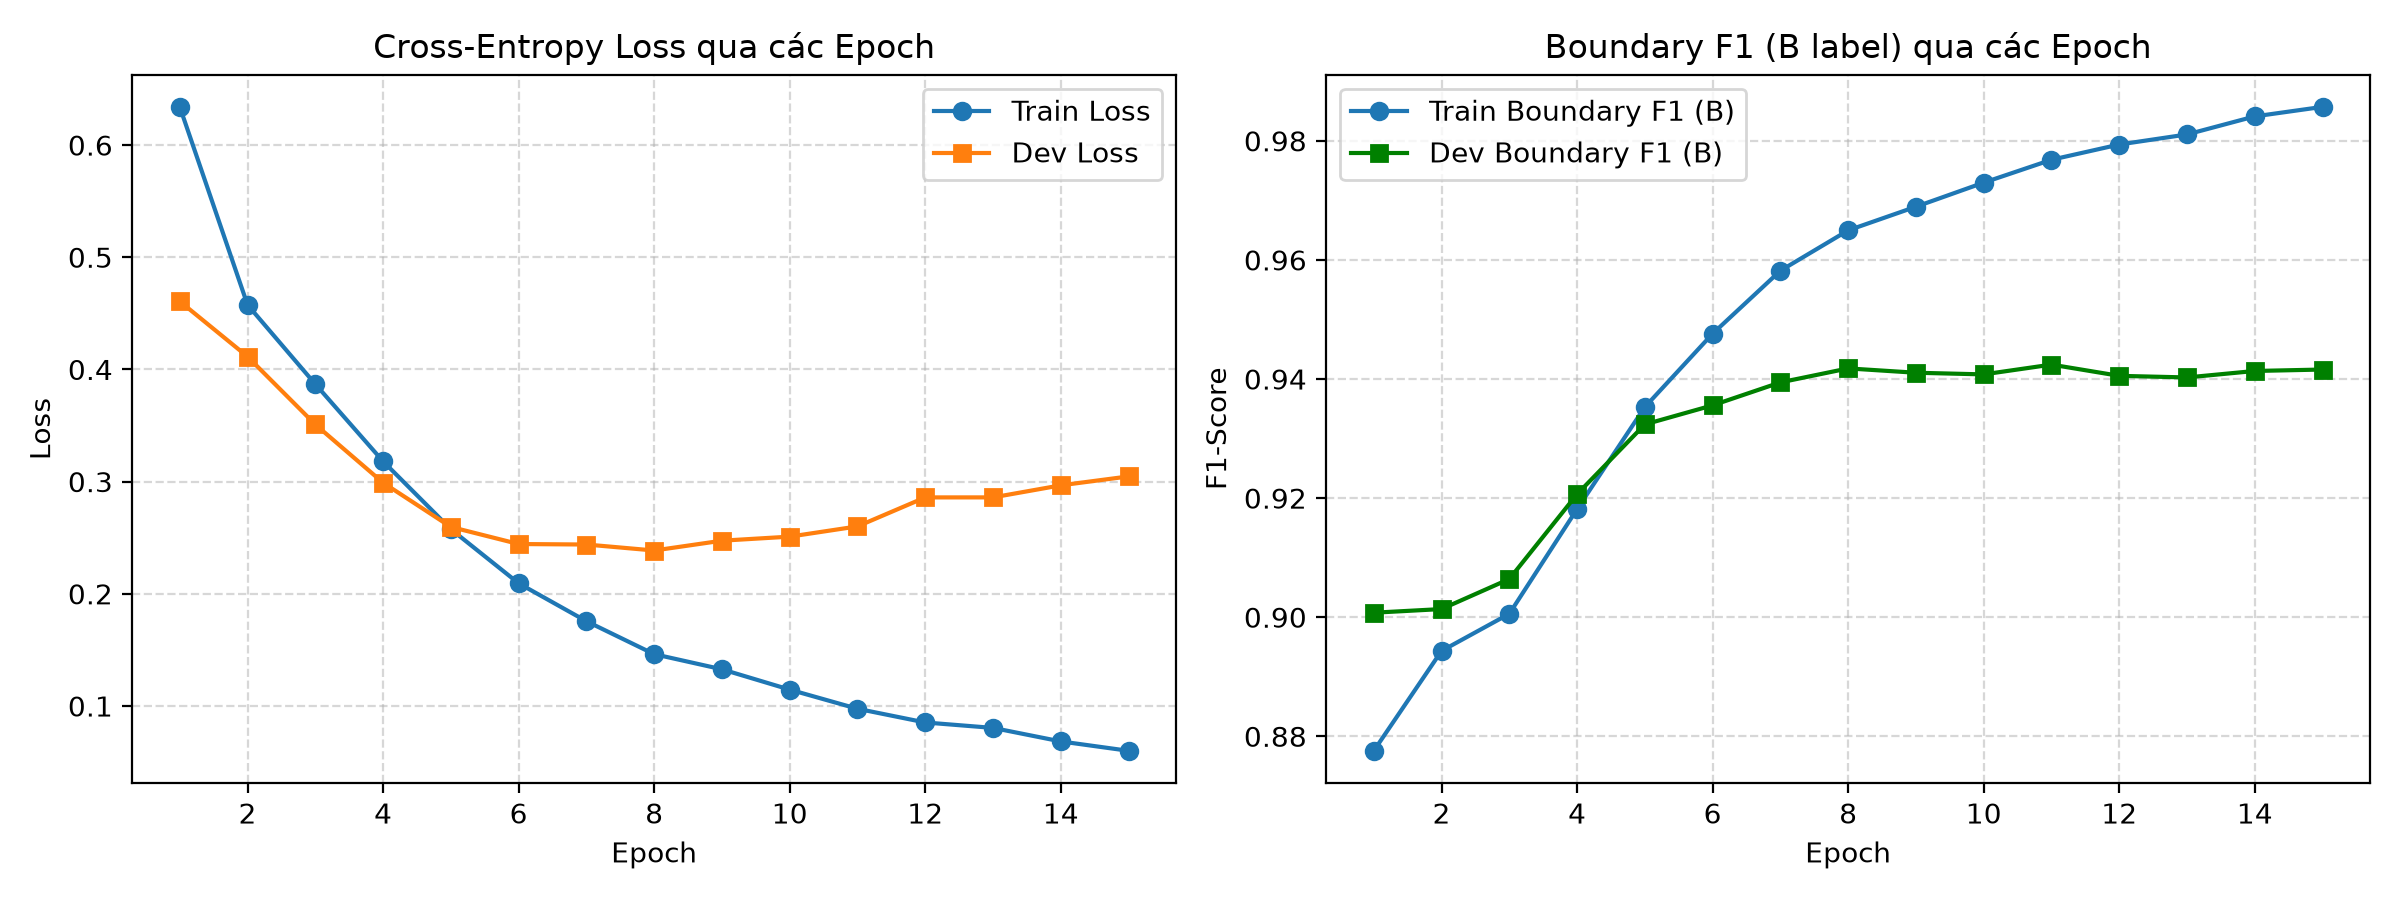 Cross-Entropy Loss qua các Epoch
Train Loss
Dev Loss
0.6
0.5
0.4
0.3
0.2
0.1
Loss
2 4 6 8 10 12 14
Epoch
Boundary F1 (B label) qua các Epoch
Train Boundary F1 (B)
Dev Boundary F1 (B)
0.98
0.96
0.94
0.92
0.90
0.88
F1-Score
2 4 6 8 10 12 14
Epoch